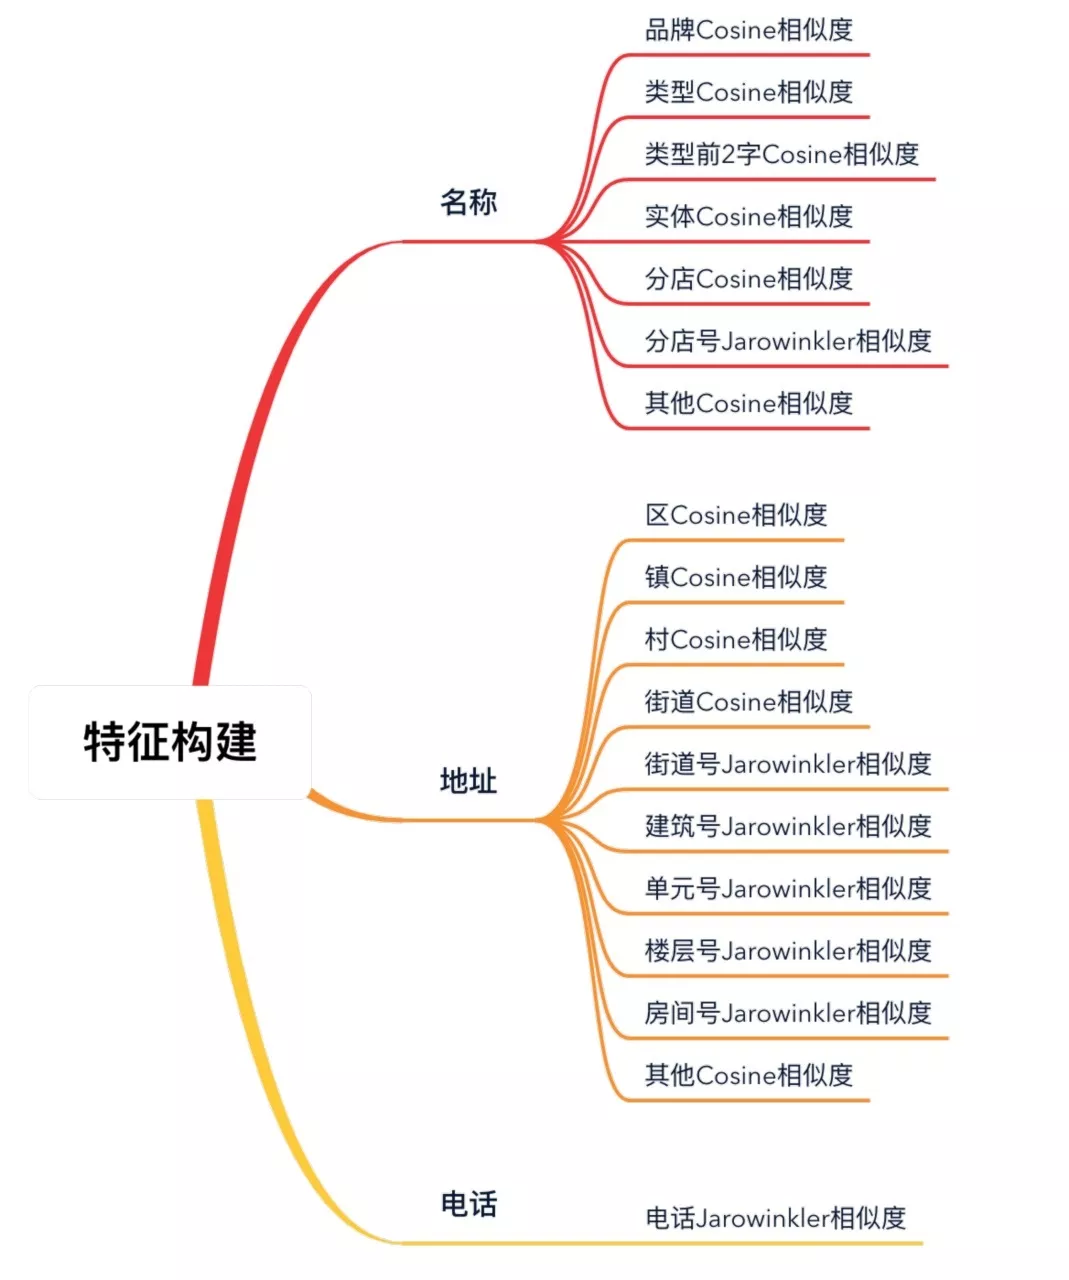 品牌Cosine相似度
类型Cosine相似度
类型前2字Cosine相似度
名称
实体Cosine相似度
分店Cosine相似度
分店号Jarowinkler相似度
其他Cosine相似度
区Cosine相似度
镇Cosine相似度
村Cosine相似度
街道Cosine相似度
特征构建
街道号Jarowinkler相似度
地址
建筑号Jarowinkler相似度
单元号Jarowinkler相似度
楼层号Jarowinkler相似度
房间号Jarowinkler相似度
其他Cosine相似度
电话
电话Jarowinkler相似度